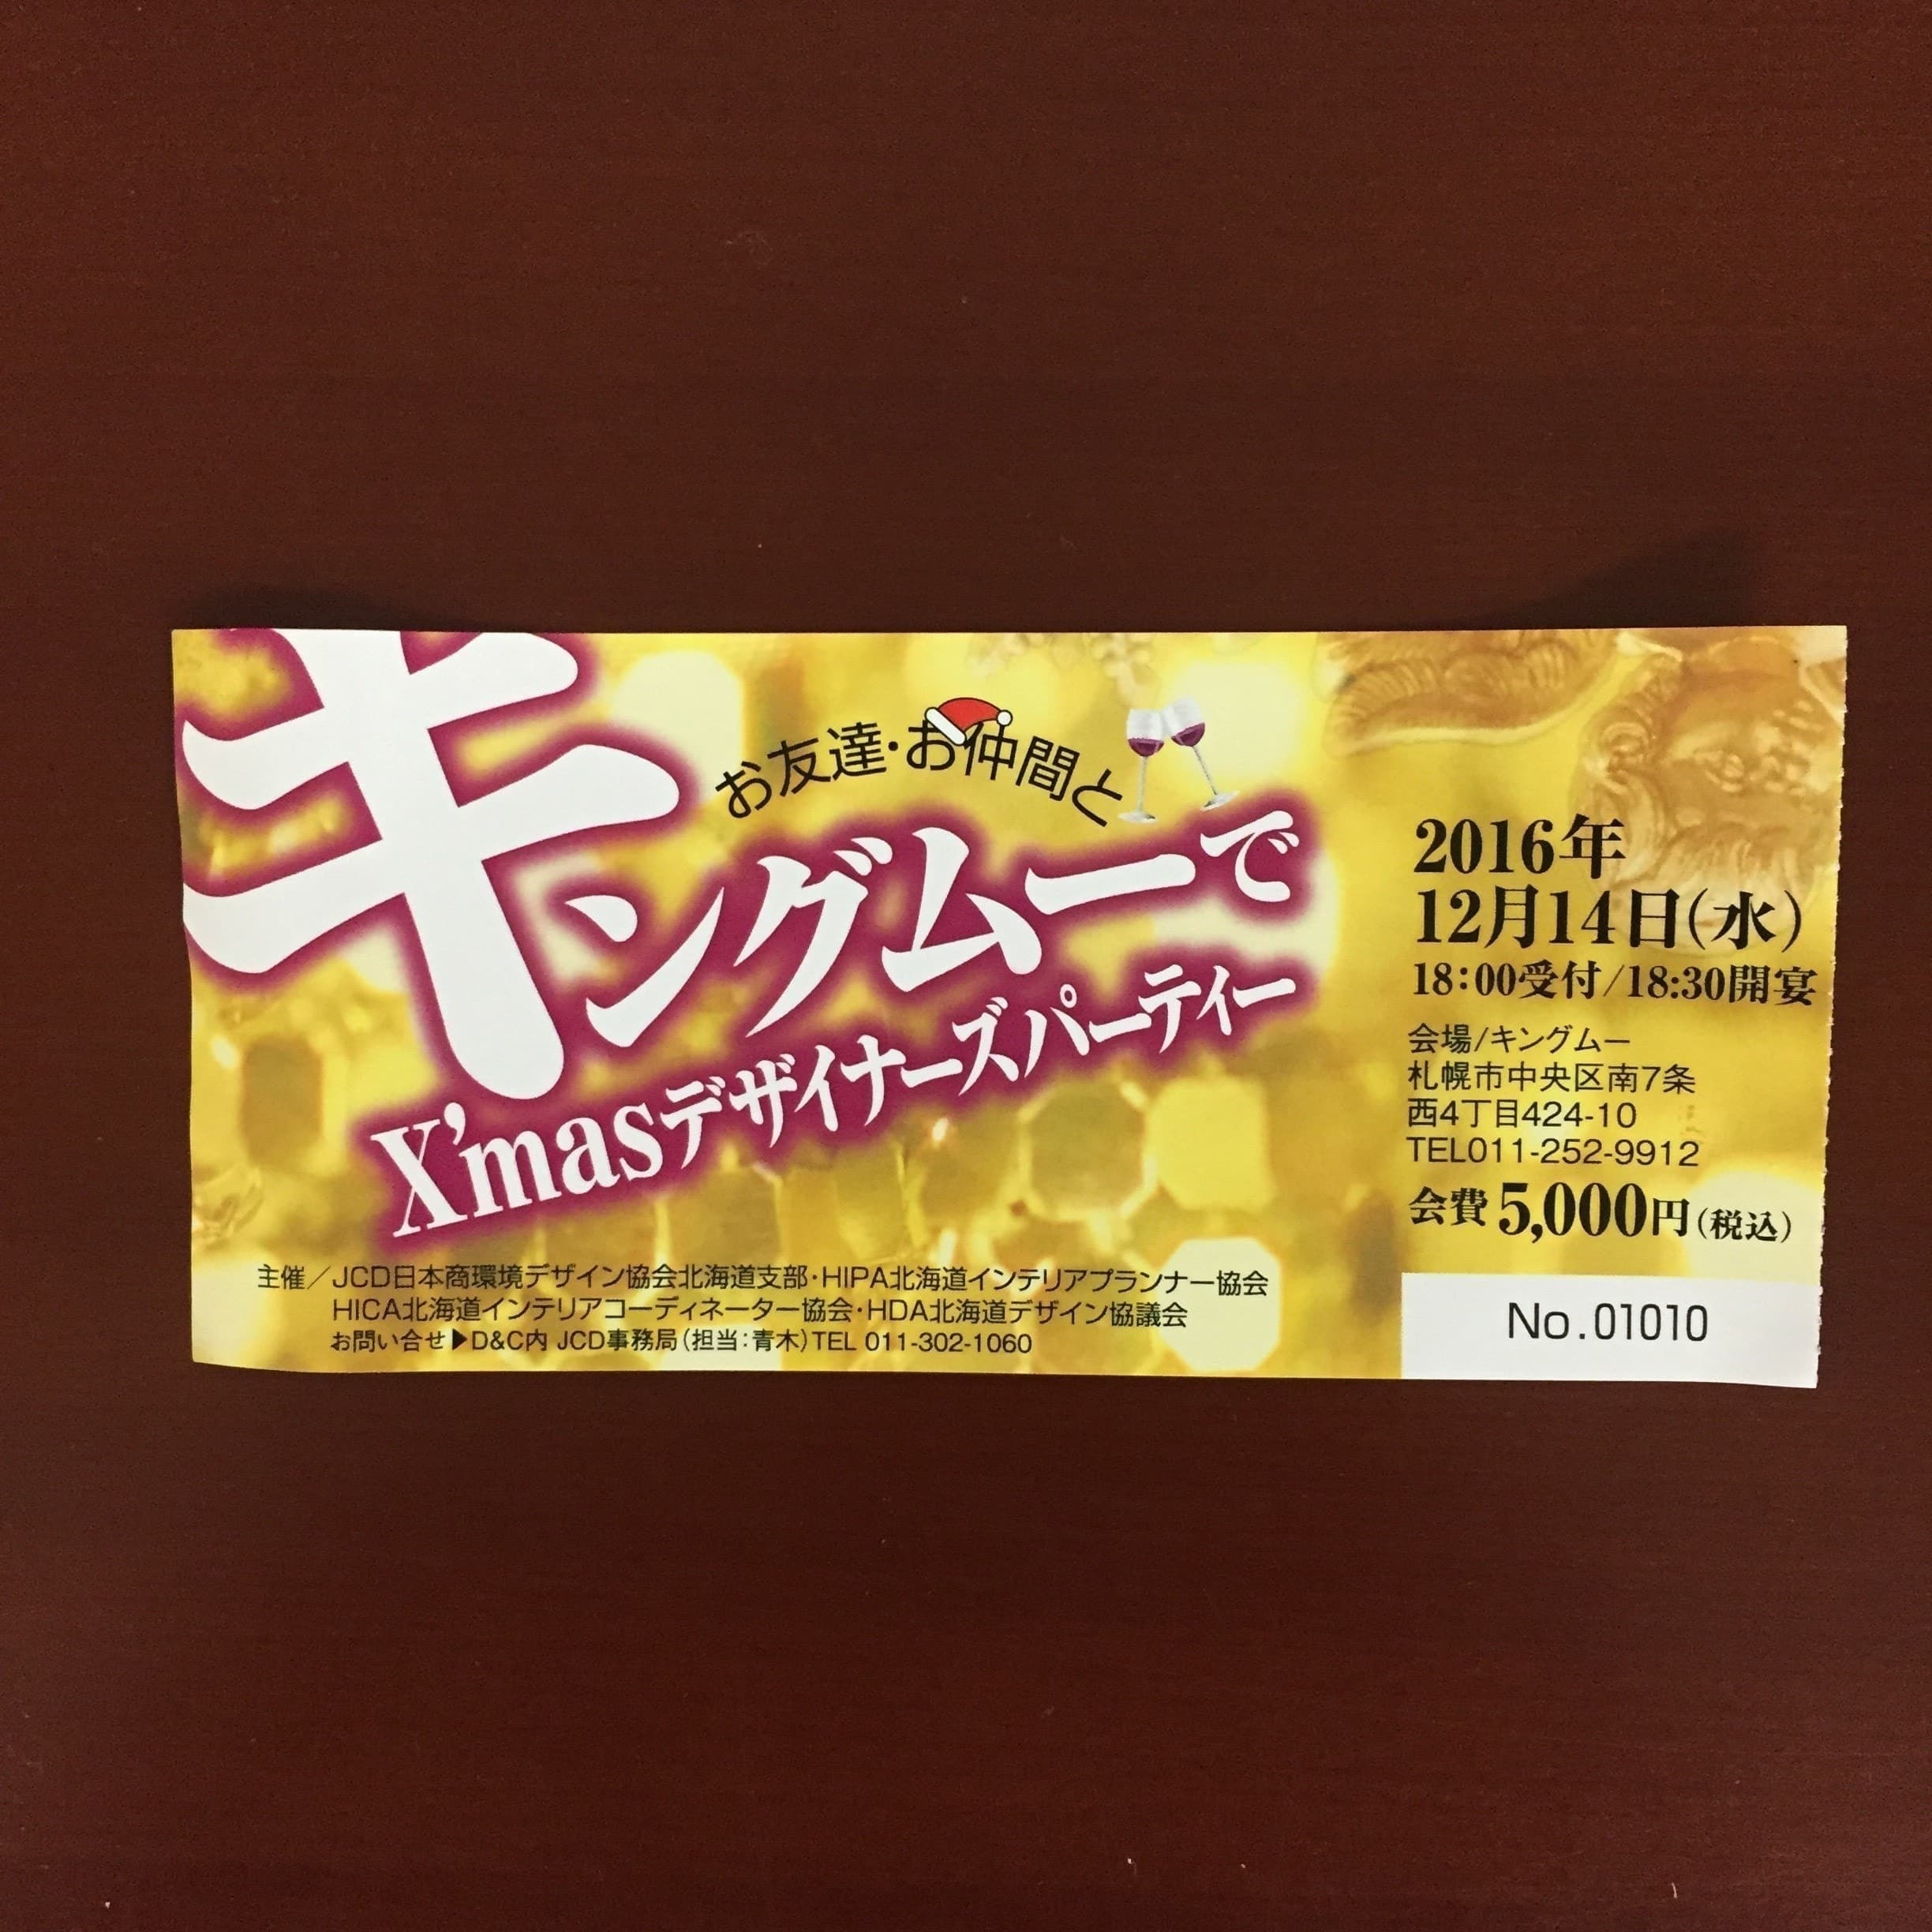 お友達・お仲間と
キングムーで
X'masデザイナーズパーティー
主催／JCD日本商環境デザイン協会北海道支部・HIPA北海道インテリアプランナー協会
HICA北海道インテリアコーディネーター協会・HDA北海道デザイン協議会
お問い合せ▶D&C内 JCD事務局(担当:青木)TEL 011-302-1060
2016年
12月14日(水)
18:00受付/18:30開宴
会場/キングムー
札幌市中央区南7条
西4丁目424-10
TEL011-252-9912
会費5,000円(税込)
No.01010